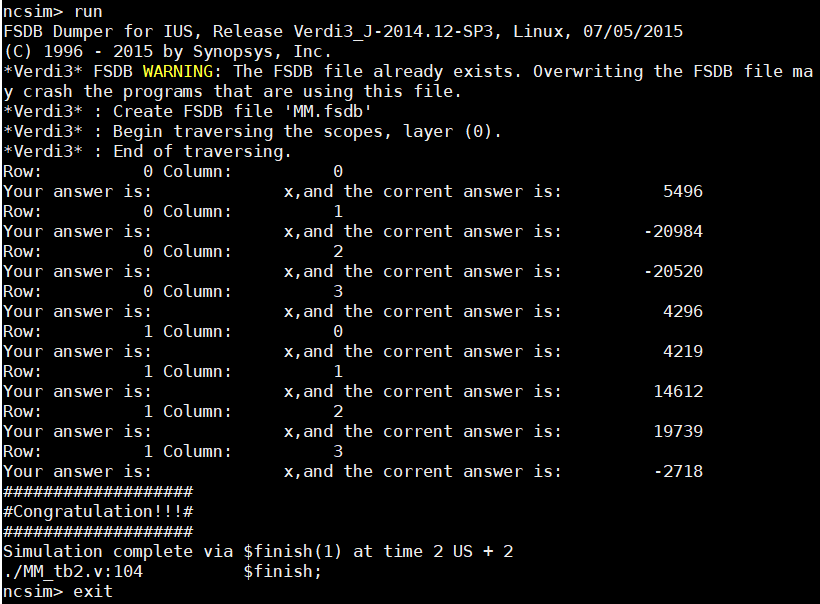 ncsim> run
FSDB Dumper for IUS, Release Verdi3_J-2014.12-SP3, Linux, 07/05/2015
(C) 1996 - 2015 by Synopsys, Inc.
*Verdi3* FSDB WARNING: The FSDB file already exists. Overwriting the FSDB file ma
y crash the programs that are using this file.
*Verdi3* : Create FSDB file 'MM.fsdb'
*Verdi3* : Begin traversing the scopes, layer (0).
*Verdi3* : End of traversing.
Row:          0 Column:          0
Your answer is:             x,and the corrent answer is:          5496
Row:          0 Column:          1
Your answer is:             x,and the corrent answer is:        -20984
Row:          0 Column:          2
Your answer is:             x,and the corrent answer is:        -20520
Row:          0 Column:          3
Your answer is:             x,and the corrent answer is:          4296
Row:          1 Column:          0
Your answer is:             x,and the corrent answer is:          4219
Row:          1 Column:          1
Your answer is:             x,and the corrent answer is:         14612
Row:          1 Column:          2
Your answer is:             x,and the corrent answer is:         19739
Row:          1 Column:          3
Your answer is:             x,and the corrent answer is:         -2718
###################
#Congratulation!!!#
###################
Simulation complete via $finish(1) at time 2 US + 2
./MM_tb2.v:104          $finish;
ncsim> exit